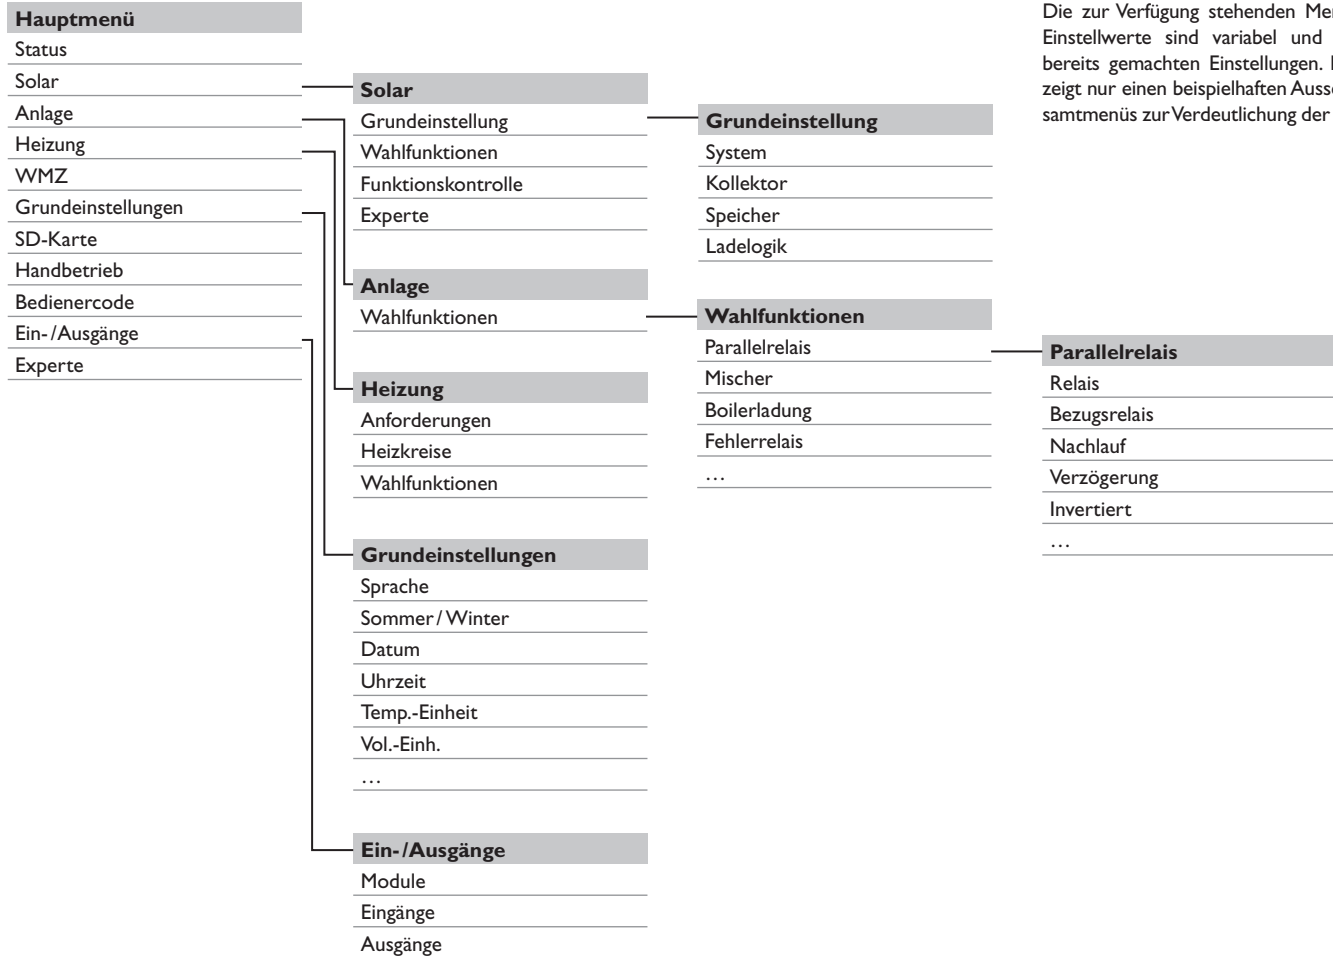 Hauptmenü
Status
Solar
Anlage
Heizung
WMZ
Grundeinstellungen
SD-Karte
Handbetrieb
Bedienercode
Ein- /Ausgänge
Experte
Solar
Grundeinstellung
Wahlfunktionen
Funktionskontrolle
Experte
Anlage
Wahlfunktionen
Heizung
Anforderungen
Heizkreise
Wahlfunktionen
Grundeinstellungen
Sprache
Sommer / Winter
Datum
Uhrzeit
Temp.-Einheit
Vol.-Einh.
…
Ein- /Ausgänge
Module
Eingänge
Ausgänge
Grundeinstellung
System
Kollektor
Speicher
Ladelogik
Wahlfunktionen
Parallelrelais
Mischer
Boilerladung
Fehlerrelais
…
Die zur Verfügung stehenden
Einstellwerte sind variabel und
bereits gemachten Einstellungen.
zeigt nur einen beispielhaften
samtmenüs zur Verdeutlichung der
Parallelrelais
Relais
Bezugsrelais
Nachlauf
Verzögerung
Invertiert
…